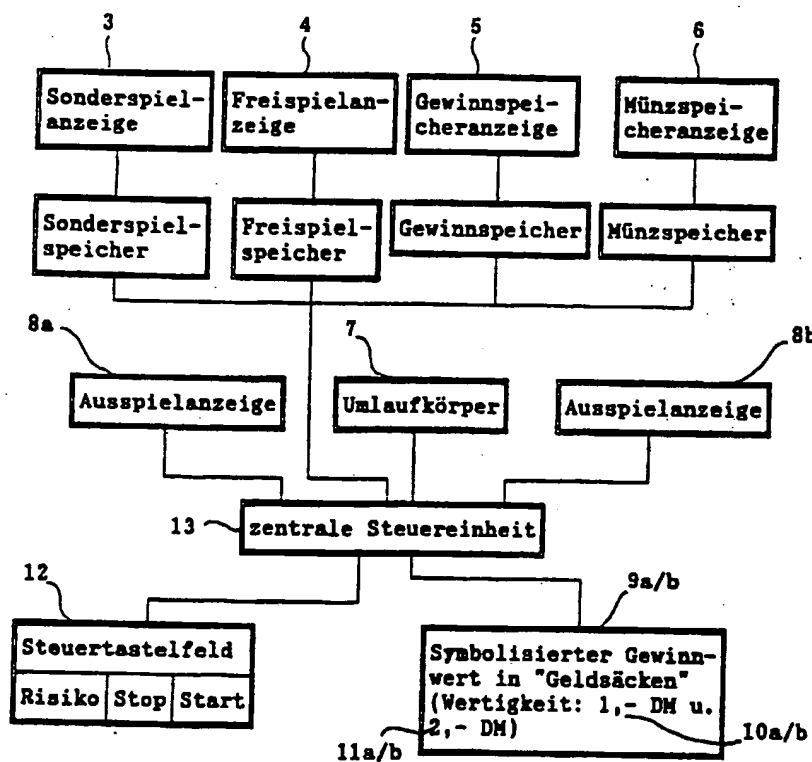 3
4
5
6
Sonderspiel-
anzeige
Freispielan-
zeige
Gewinnspei-
cheranzeige
Münzspei-
cheranzeige
Sonderspiel-
speicher
Freispiel-
speicher
Gewinnspeicher
Münzspeicher
8a
7
8b
Ausspielanzeige
Umlaufkörper
Ausspielanzeige
13
zentrale Steuereinheit
12
9a/b
Steuertastelfeld
Risiko Stop Start
Symbolisierter Gewinn-
wert in "Geldsäcken"
(Wertigkeit: 1,- DM u.
2,- DM)
10a/b
11a/b